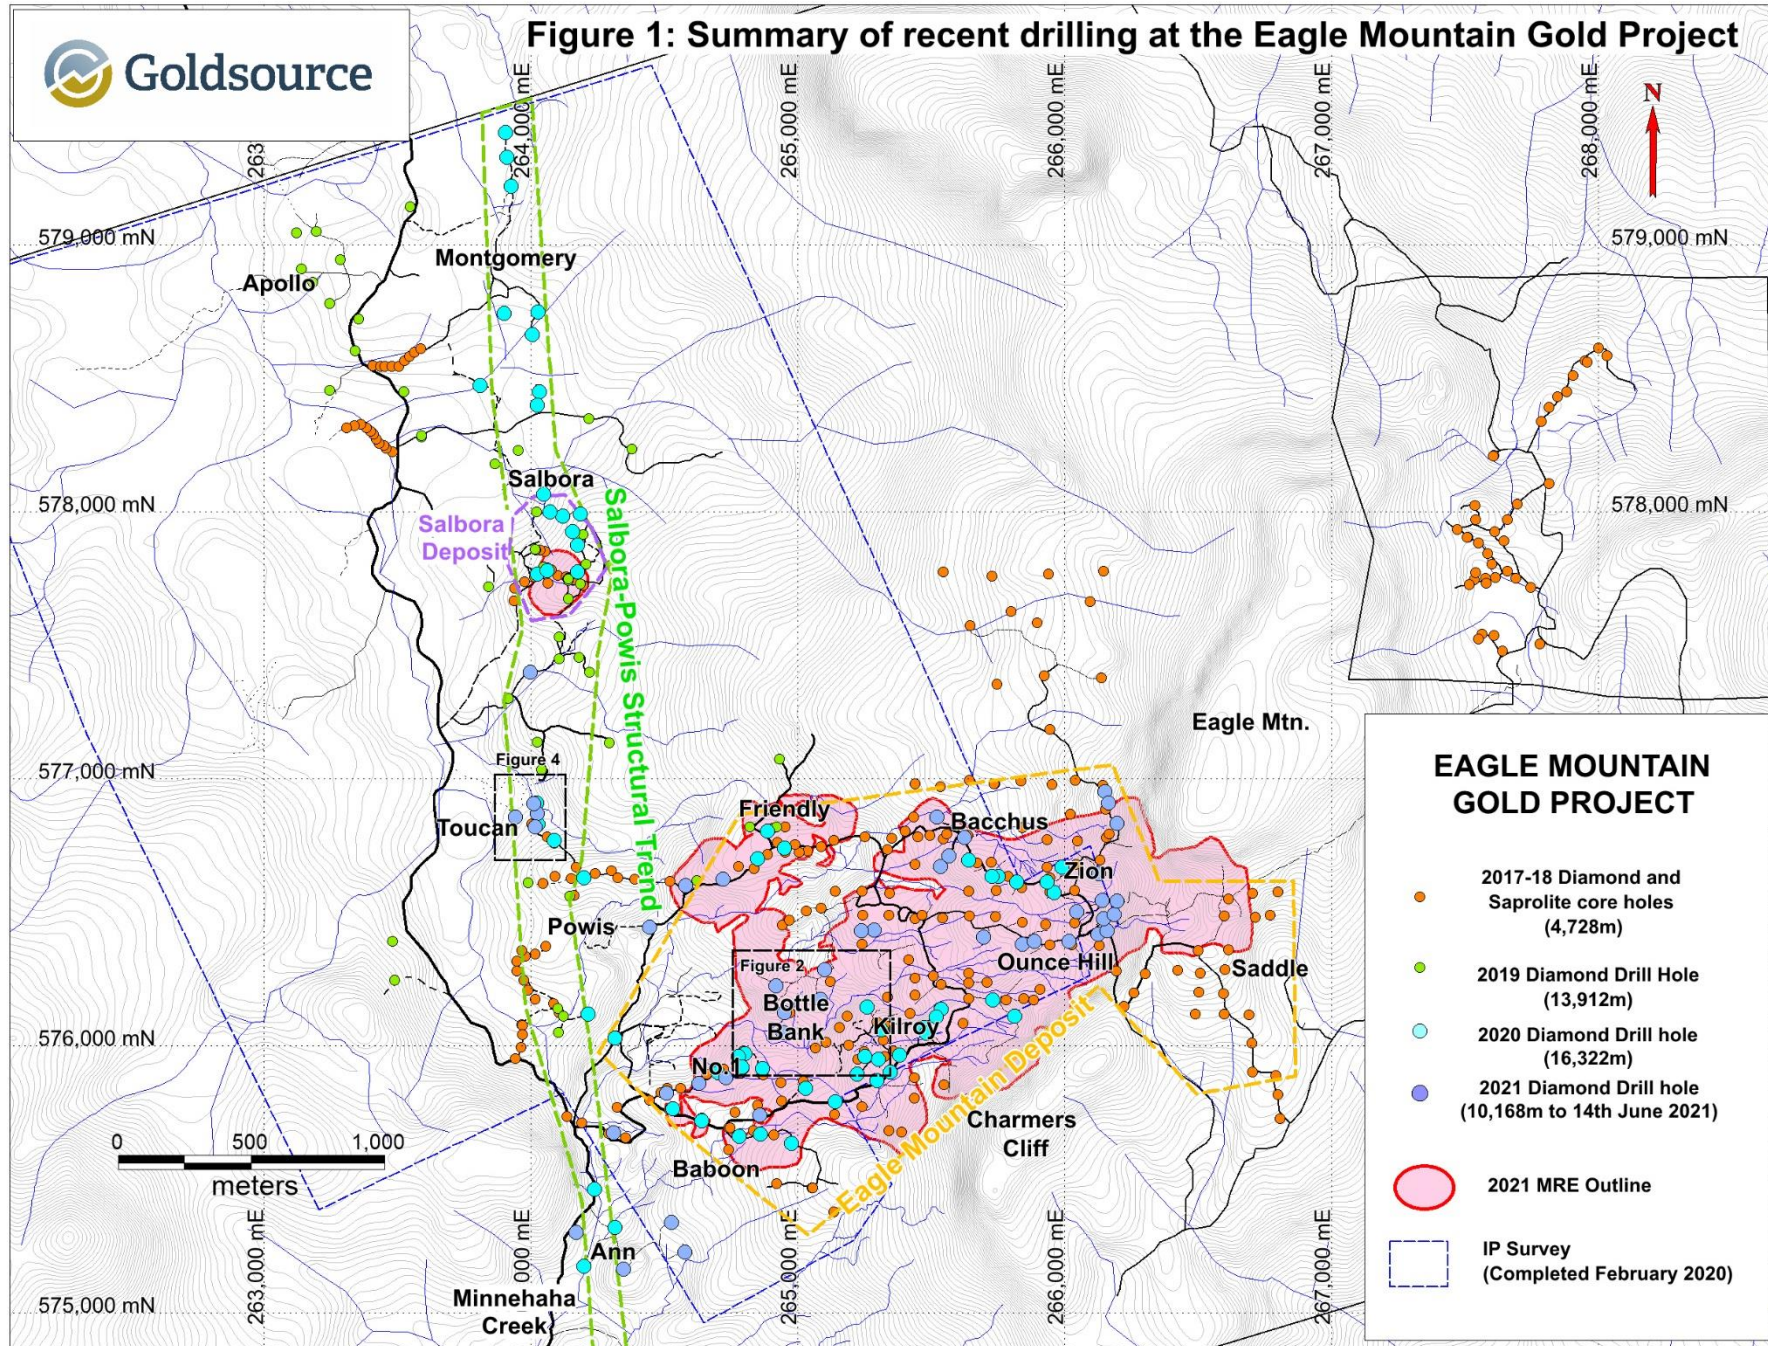 Goldsource
Figure 1: Summary of recent drilling at the Eagle Mountain Gold Project
263
264,000 mE
265,000 mE
266,000 mE
267,000 mE
268,000 mE
N
579,000 mN
579,000 mN
Montgomery
Apollo
Salbora
578,000 mN
578,000 mN
Salbora
Deposit
Salbora-Powis Structural Trend
Eagle Mtn.
Figure 4
577,000 mN
Toucan
Friendly
Bacchus
Zion
Powis
Figure 2
Ounce Hill
Saddle
Bottle
Bank
Kilroy
576,000 mN
No.1
Eagle Mountain Deposit
Charmers
Cliff
Baboon
0
500
1,000
meters
Ann
263,000 mE
,000 mE
265,000 mE
266,000 mE
267,000 mE
575,000 mN
Minnehaha
Creek
EAGLE MOUNTAIN
GOLD PROJECT
2017-18 Diamond and
Saprolite core holes
(4,728m)
2019 Diamond Drill Hole
(13,912m)
2020 Diamond Drill hole
(16,322m)
2021 Diamond Drill hole
(10,168m to 14th June 2021)
2021 MRE Outline
IP Survey
(Completed February 2020)